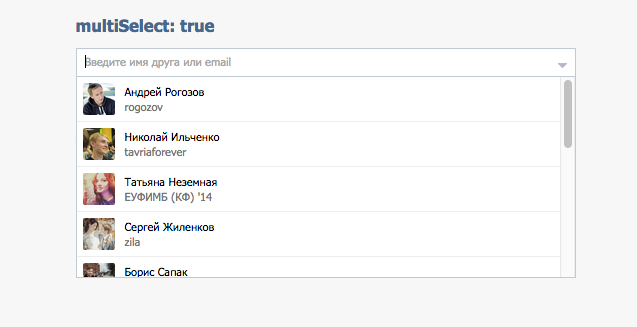 multiSelect: true
Введите имя друга или email
Андрей Рогозов
rogozov
Николай Ильченко
tavriaforever
Татьяна Неземная
ЕУФИМБ (КФ) '14
Сергей Жиленков
zila
Борис Сапак